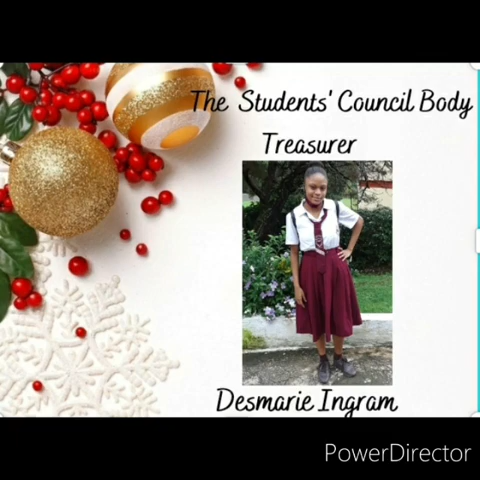 The Students' Council Body
Treasurer
Desmarie Ingram
PowerDirector